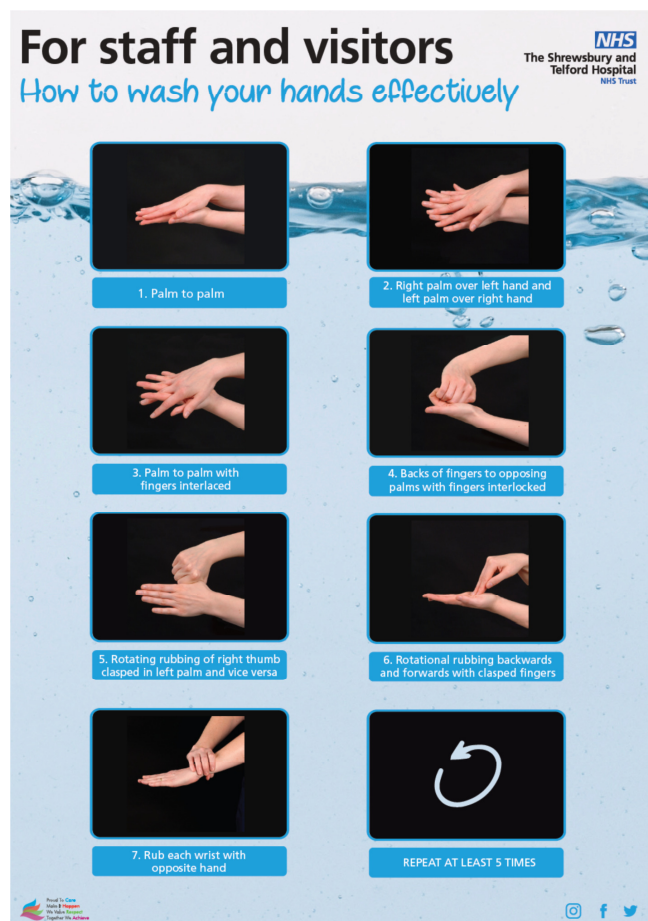 For staff and visitors
How to wash your hands effectively
NHS
The Shrewsbury and
Telford Hospital
NHS Trust
1. Palm to palm
2. Right palm over left hand and
left palm over right hand
3. Palm to palm with
fingers interlaced
4. Backs of fingers to opposing
palms with fingers interlocked
5. Rotating rubbing of right thumb
clasped in left palm and vice versa
6. Rotational rubbing backwards
and forwards with clasped fingers
7. Rub each wrist with
opposite hand
REPEAT AT LEAST 5 TIMES
Proud To Care
Make It Happen
We Value Respect
Together We Achieve